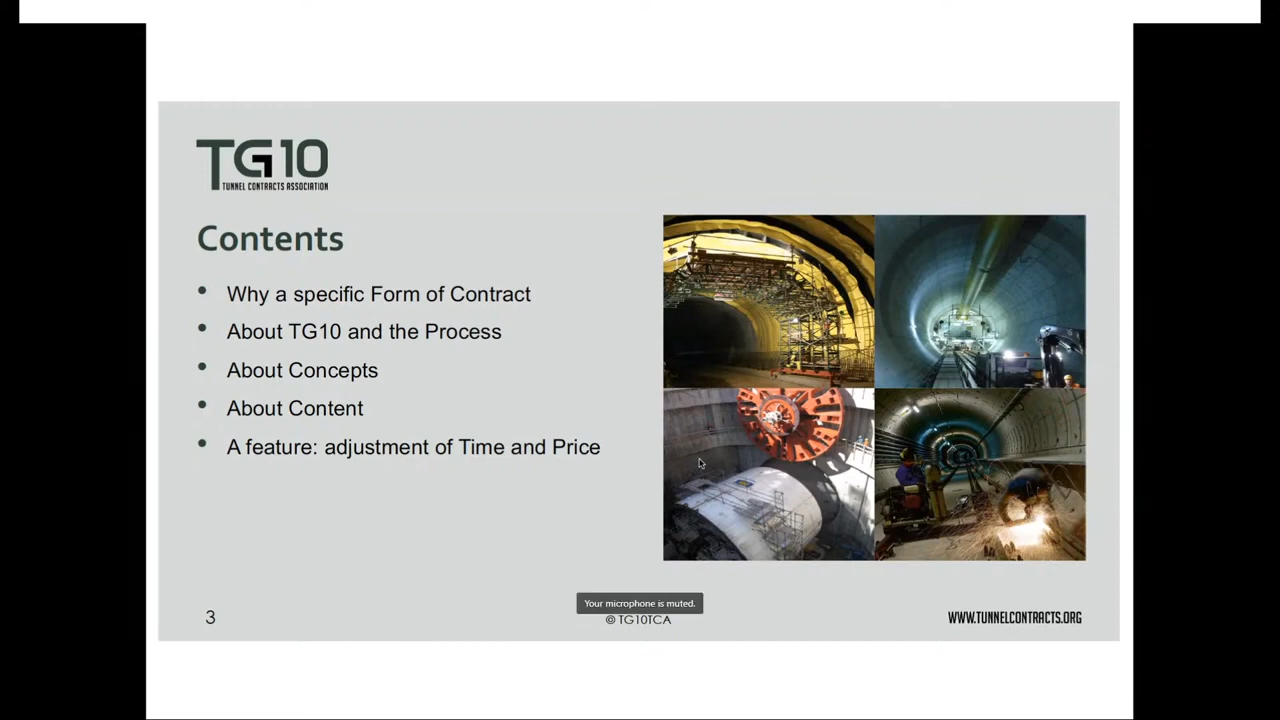 TG10
TUNNEL CONTRACTS ASSOCIATION
Contents
• Why a specific Form of Contract
• About TG10 and the Process
• About Concepts
• About Content
• A feature: adjustment of Time and Price
Your microphone is muted.
3
© TG10TCA
WWW.TUNNELCONTRACTS.ORG